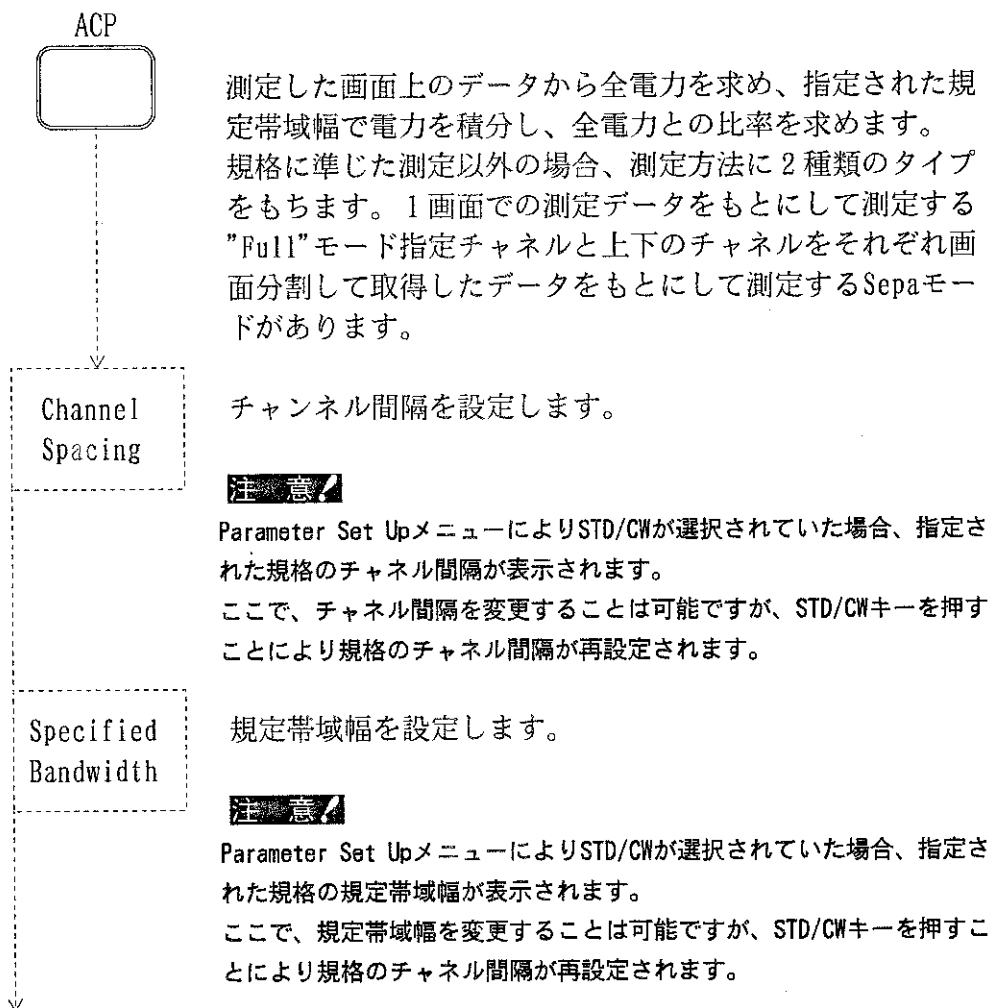 ACP
測定した画面上のデータから全電力を求め、指定された規
定帯域幅で電力を積分し、全電力との比率を求めます。
規格に準じた測定以外の場合、測定方法に2種類のタイプ
をもちます。1画面での測定データをもとにして測定する
"Full"モード指定チャネルと上下のチャネルをそれぞれ画
面分割して取得したデータをもとにして測定するSepaモー
ドがあります。
Channel
Spacing
チャンネル間隔を設定します。
注 意!
Parameter Set UpメニューによりSTD/CWが選択されていた場合、指定さ
れた規格のチャネル間隔が表示されます。
ここで、チャネル間隔を変更することは可能ですが、STD/CWキーを押す
ことにより規格のチャネル間隔が再設定されます。
Specified
Bandwidth
規定帯域幅を設定します。
注 意!
Parameter Set UpメニューによりSTD/CWが選択されていた場合、指定さ
れた規格の規定帯域幅が表示されます。
ここで、規定帯域幅を変更することは可能ですが、STD/CWキーを押すこ
とにより規格のチャネル間隔が再設定されます。